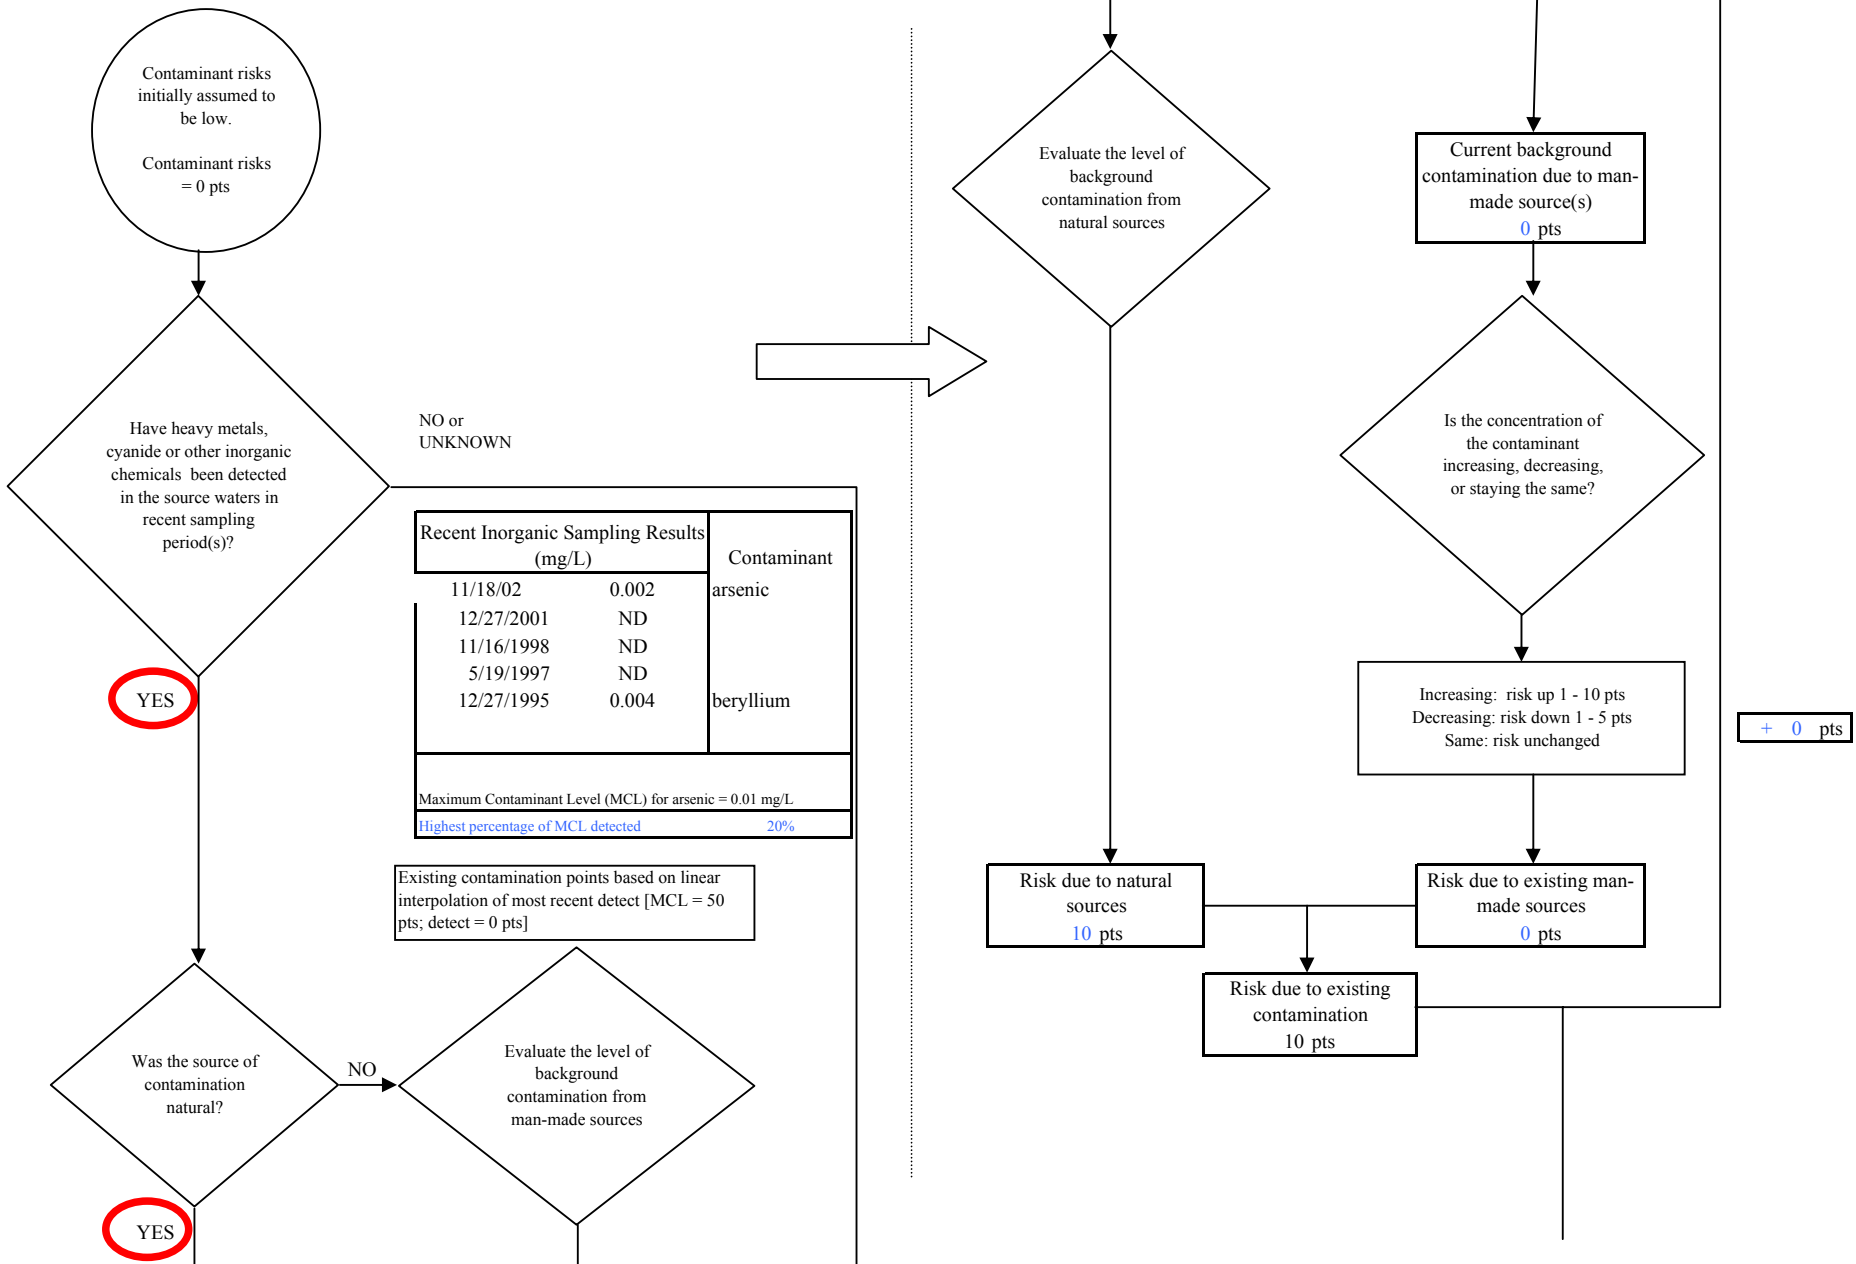 Contaminant risks
initially assumed to
be low.
Contaminant risks
= 0 pts
Have heavy metals,
cyanide or other inorganic
chemicals been detected
in the source waters in
recent sampling
period(s)?
NO or
UNKNOWN
YES
Recent Inorganic Sampling Results
(mg/L)
Contaminant
11/18/02 0.002 arsenic
12/27/2001 ND
11/16/1998 ND
5/19/1997 ND
12/27/1995 0.004 beryllium
Maximum Contaminant Level (MCL) for arsenic = 0.01 mg/L
Highest percentage of MCL detected 20%
Existing contamination points based on linear
interpolation of most recent detect [MCL = 50
pts; detect = 0 pts]
Was the source of
contamination
natural?
NO
YES
Evaluate the level of
background
contamination from
man-made sources
Evaluate the level of
background
contamination from
natural sources
Current background
contamination due to man-
made source(s)
0 pts
Is the concentration of
the contaminant
increasing, decreasing,
or staying the same?
Increasing: risk up 1 - 10 pts
Decreasing: risk down 1 - 5 pts
Same: risk unchanged
+ 0 pts
Risk due to natural
sources
10 pts
Risk due to existing man-
made sources
0 pts
Risk due to existing
contamination
10 pts